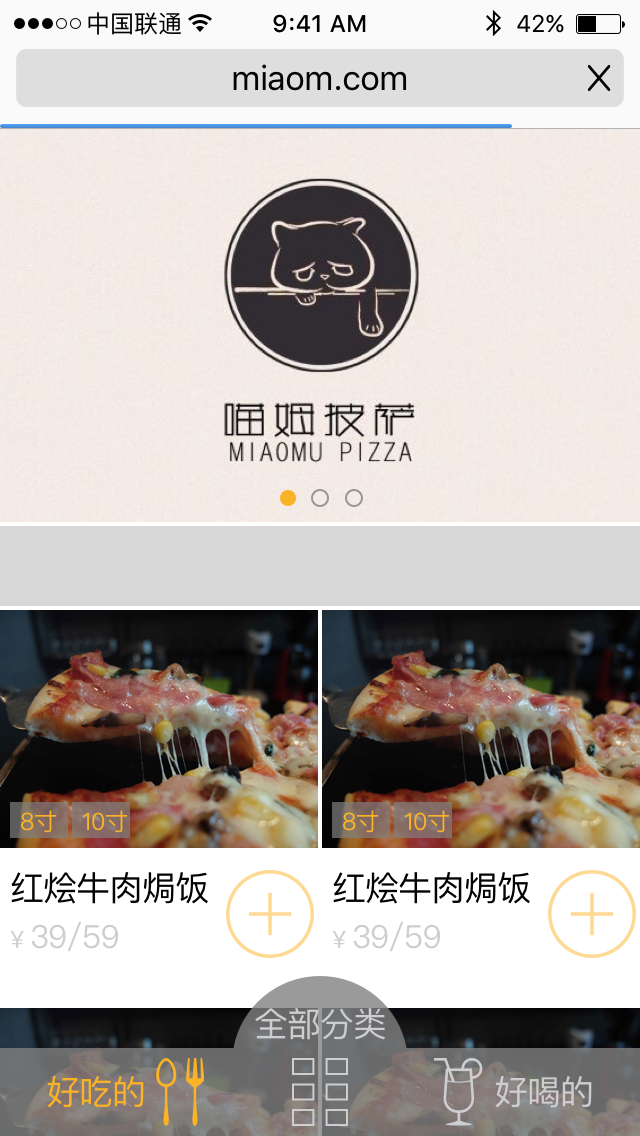 中国联通 9:41 AM 42%
miaom.com
喵姆披萨
MIAOMU PIZZA
8寸 10寸 8寸 10寸
红烩牛肉焗饭 红烩牛肉焗饭
¥ 39/59 ¥ 39/59
全部分类
好吃的 好喝的